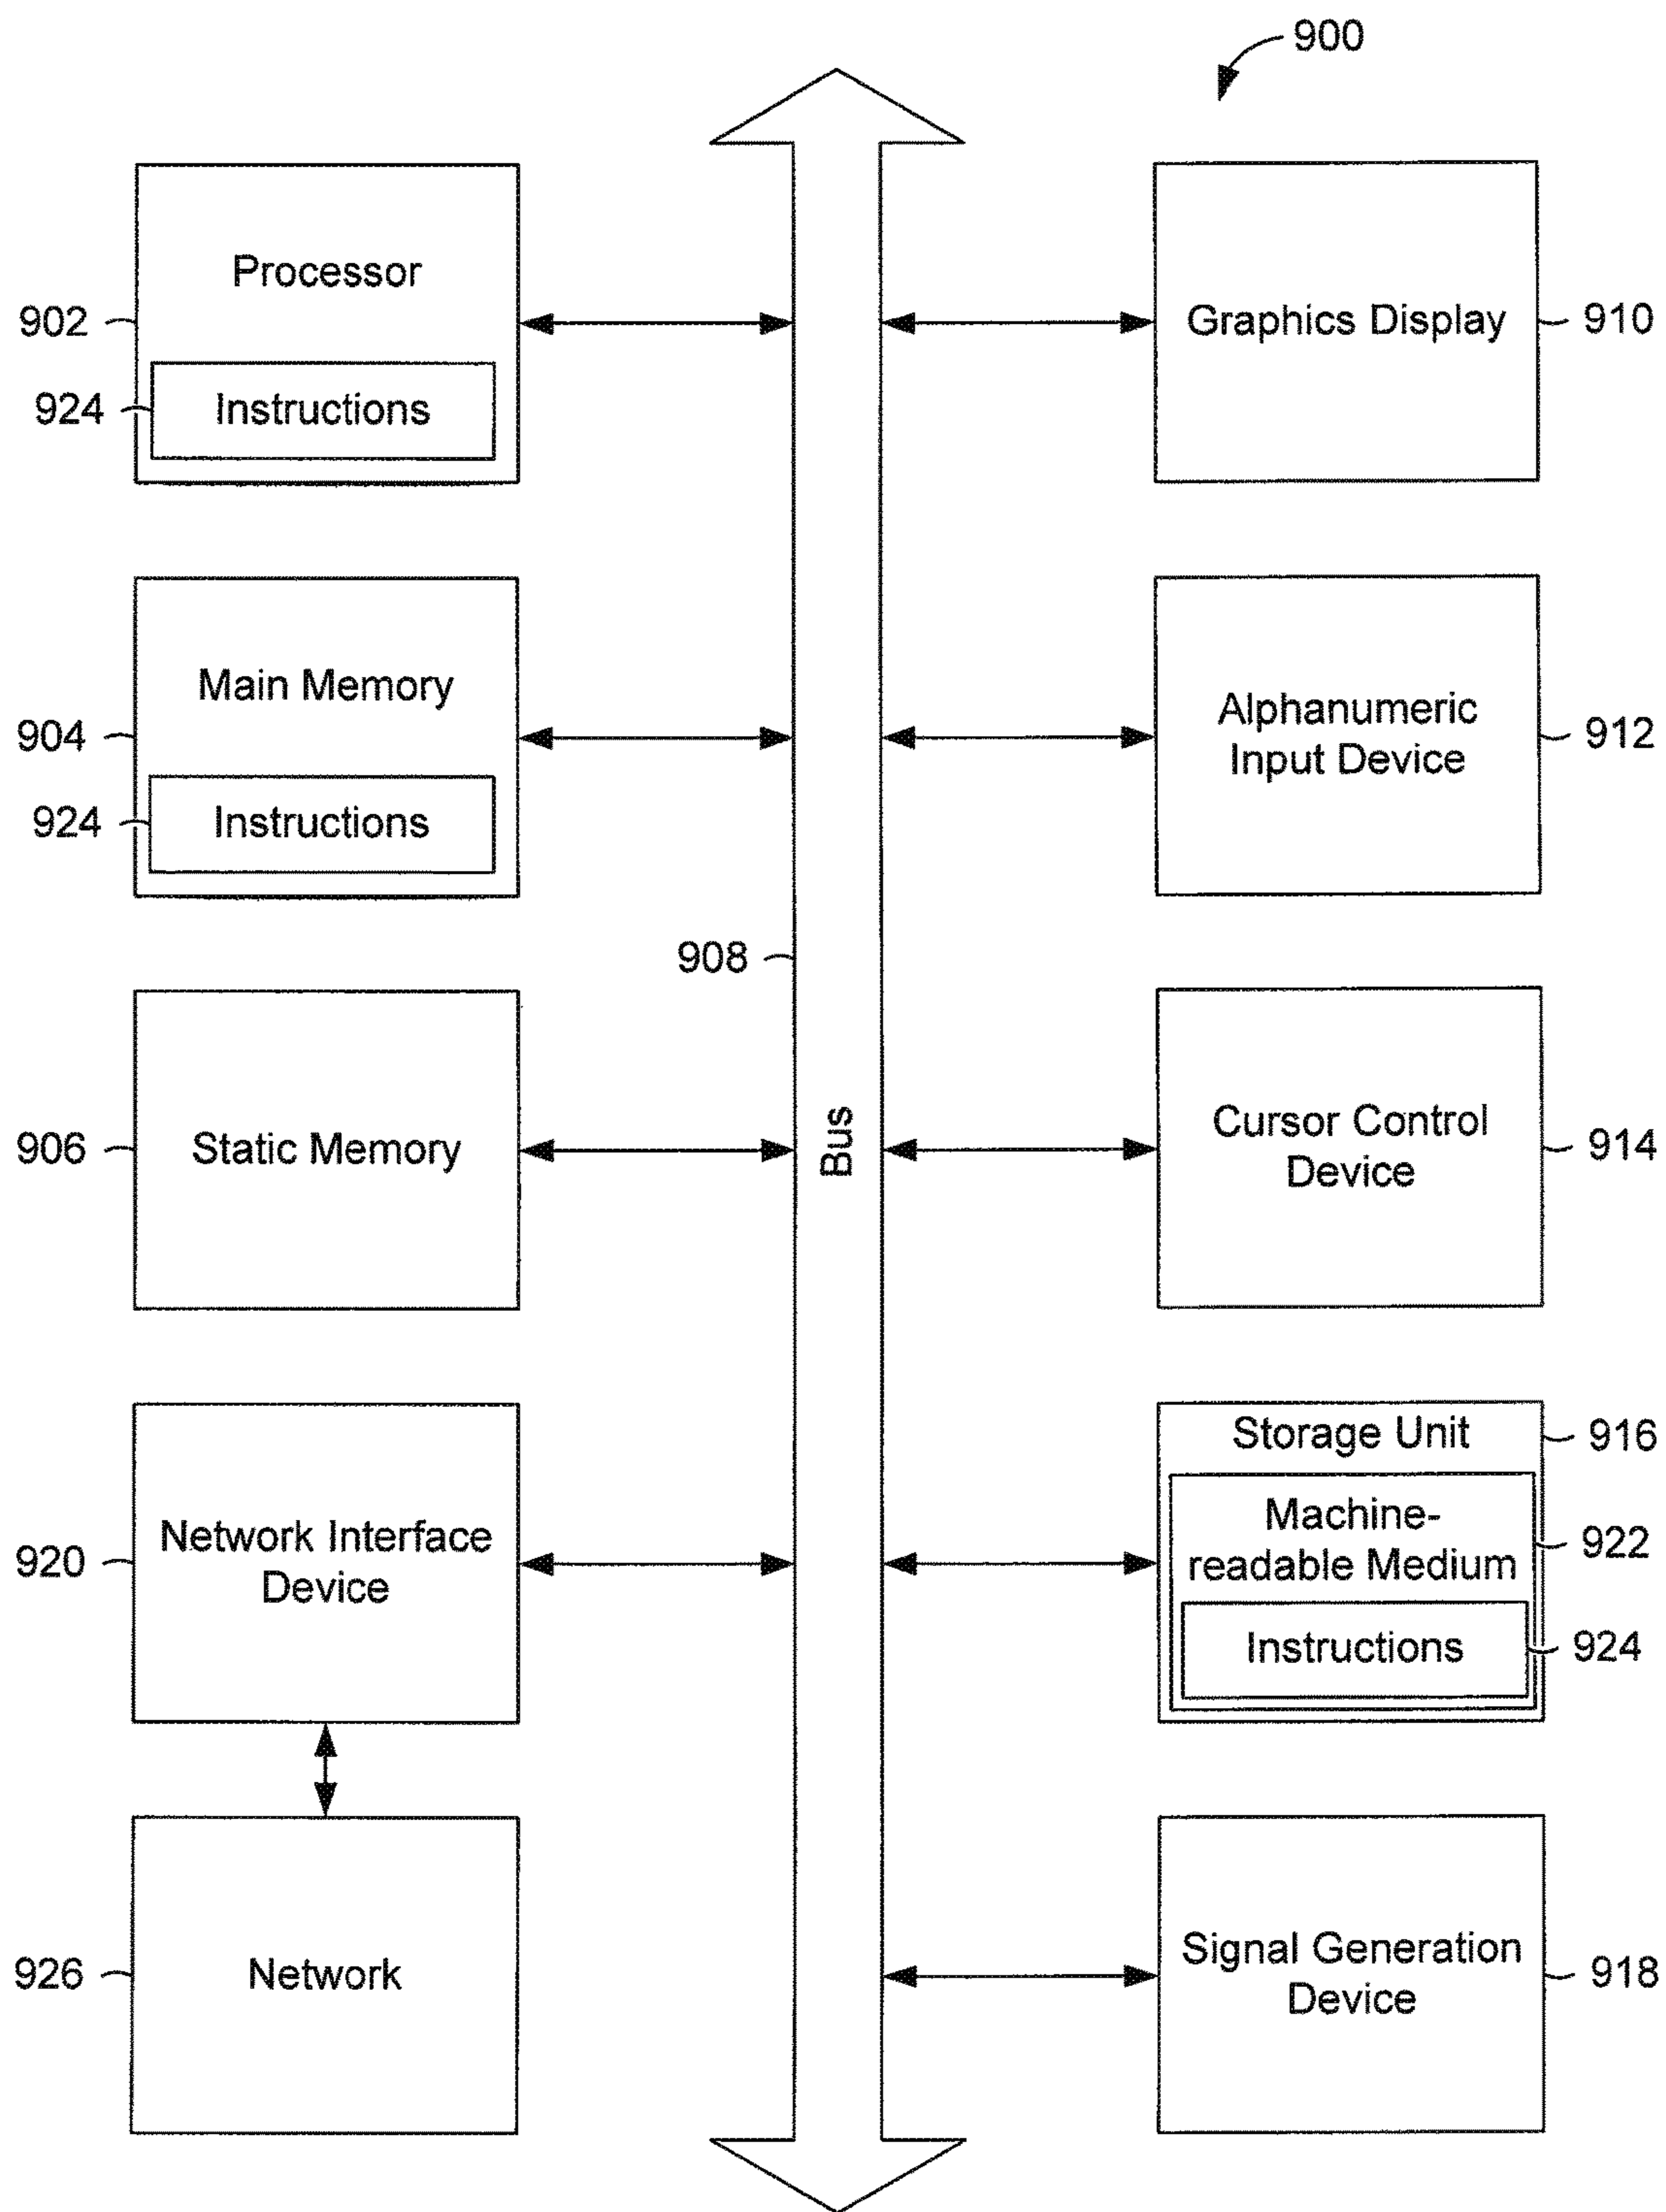 900
Processor
902
924
Instructions
Graphics Display
910
Main Memory
904
924
Instructions
Alphanumeric
Input Device
912
908
Bus
906
Static Memory
Cursor Control
Device
914
920
Network Interface
Device
Storage Unit
916
Machine-
readable Medium
922
Instructions
924
926
Network
Signal Generation
Device
918